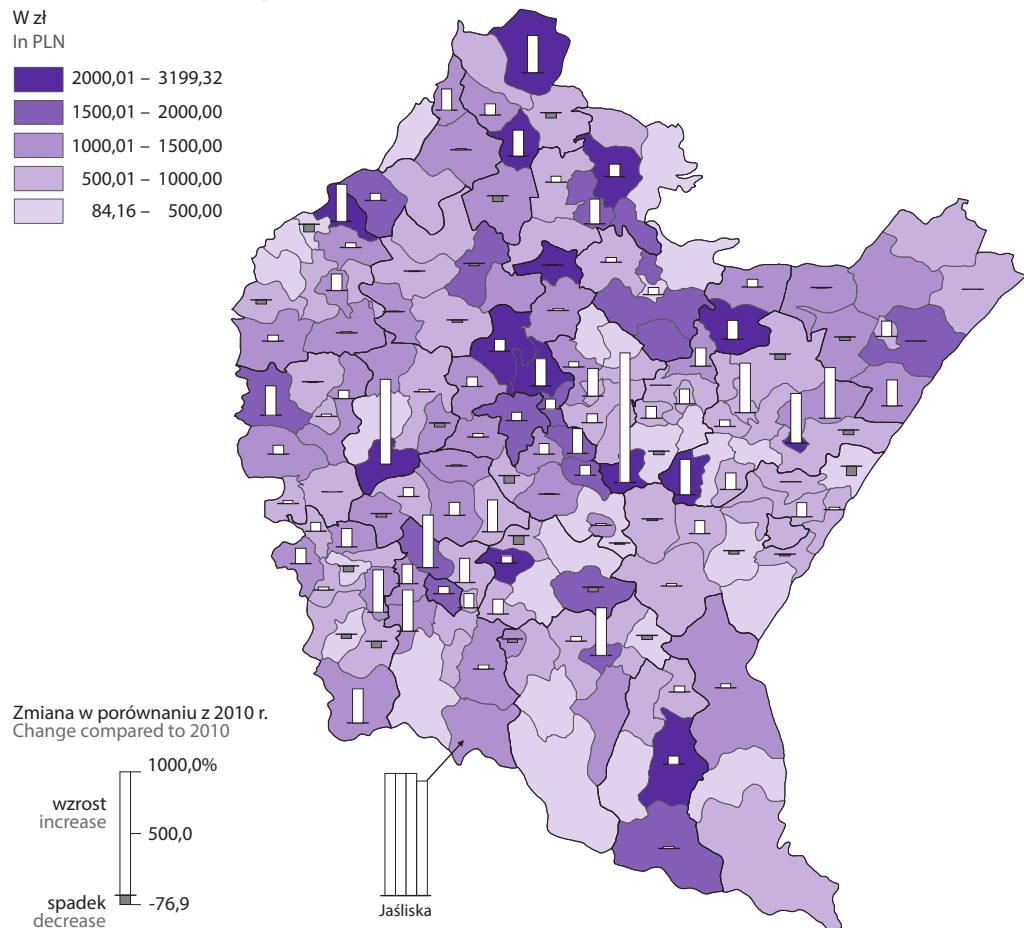 W zł
In PLN
2000,01 – 3199,32
1500,01 – 2000,00
1000,01 – 1500,00
500,01 – 1000,00
84,16 – 500,00
Zmiana w porównaniu z 2010 r.
Change compared to 2010
1000,0%
wzrost
increase
500,0
spadek
decrease
-76,9
Jaśliska